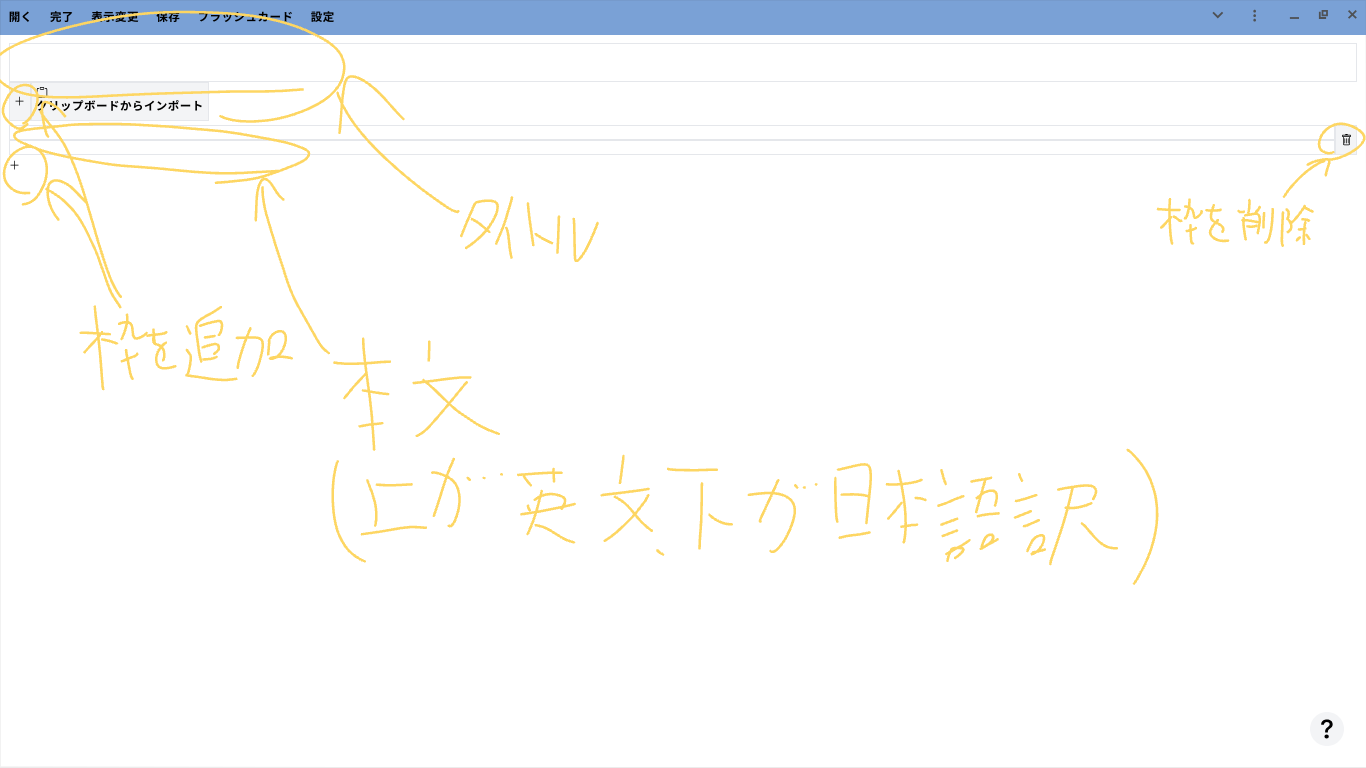 開く 完了 表示変更 保存 フラッシュカード 設定
+ クリップボードからインポート
+
タイトル
枠を削除
枠を追加
本文
(上が英文、下が日本語訳)
?